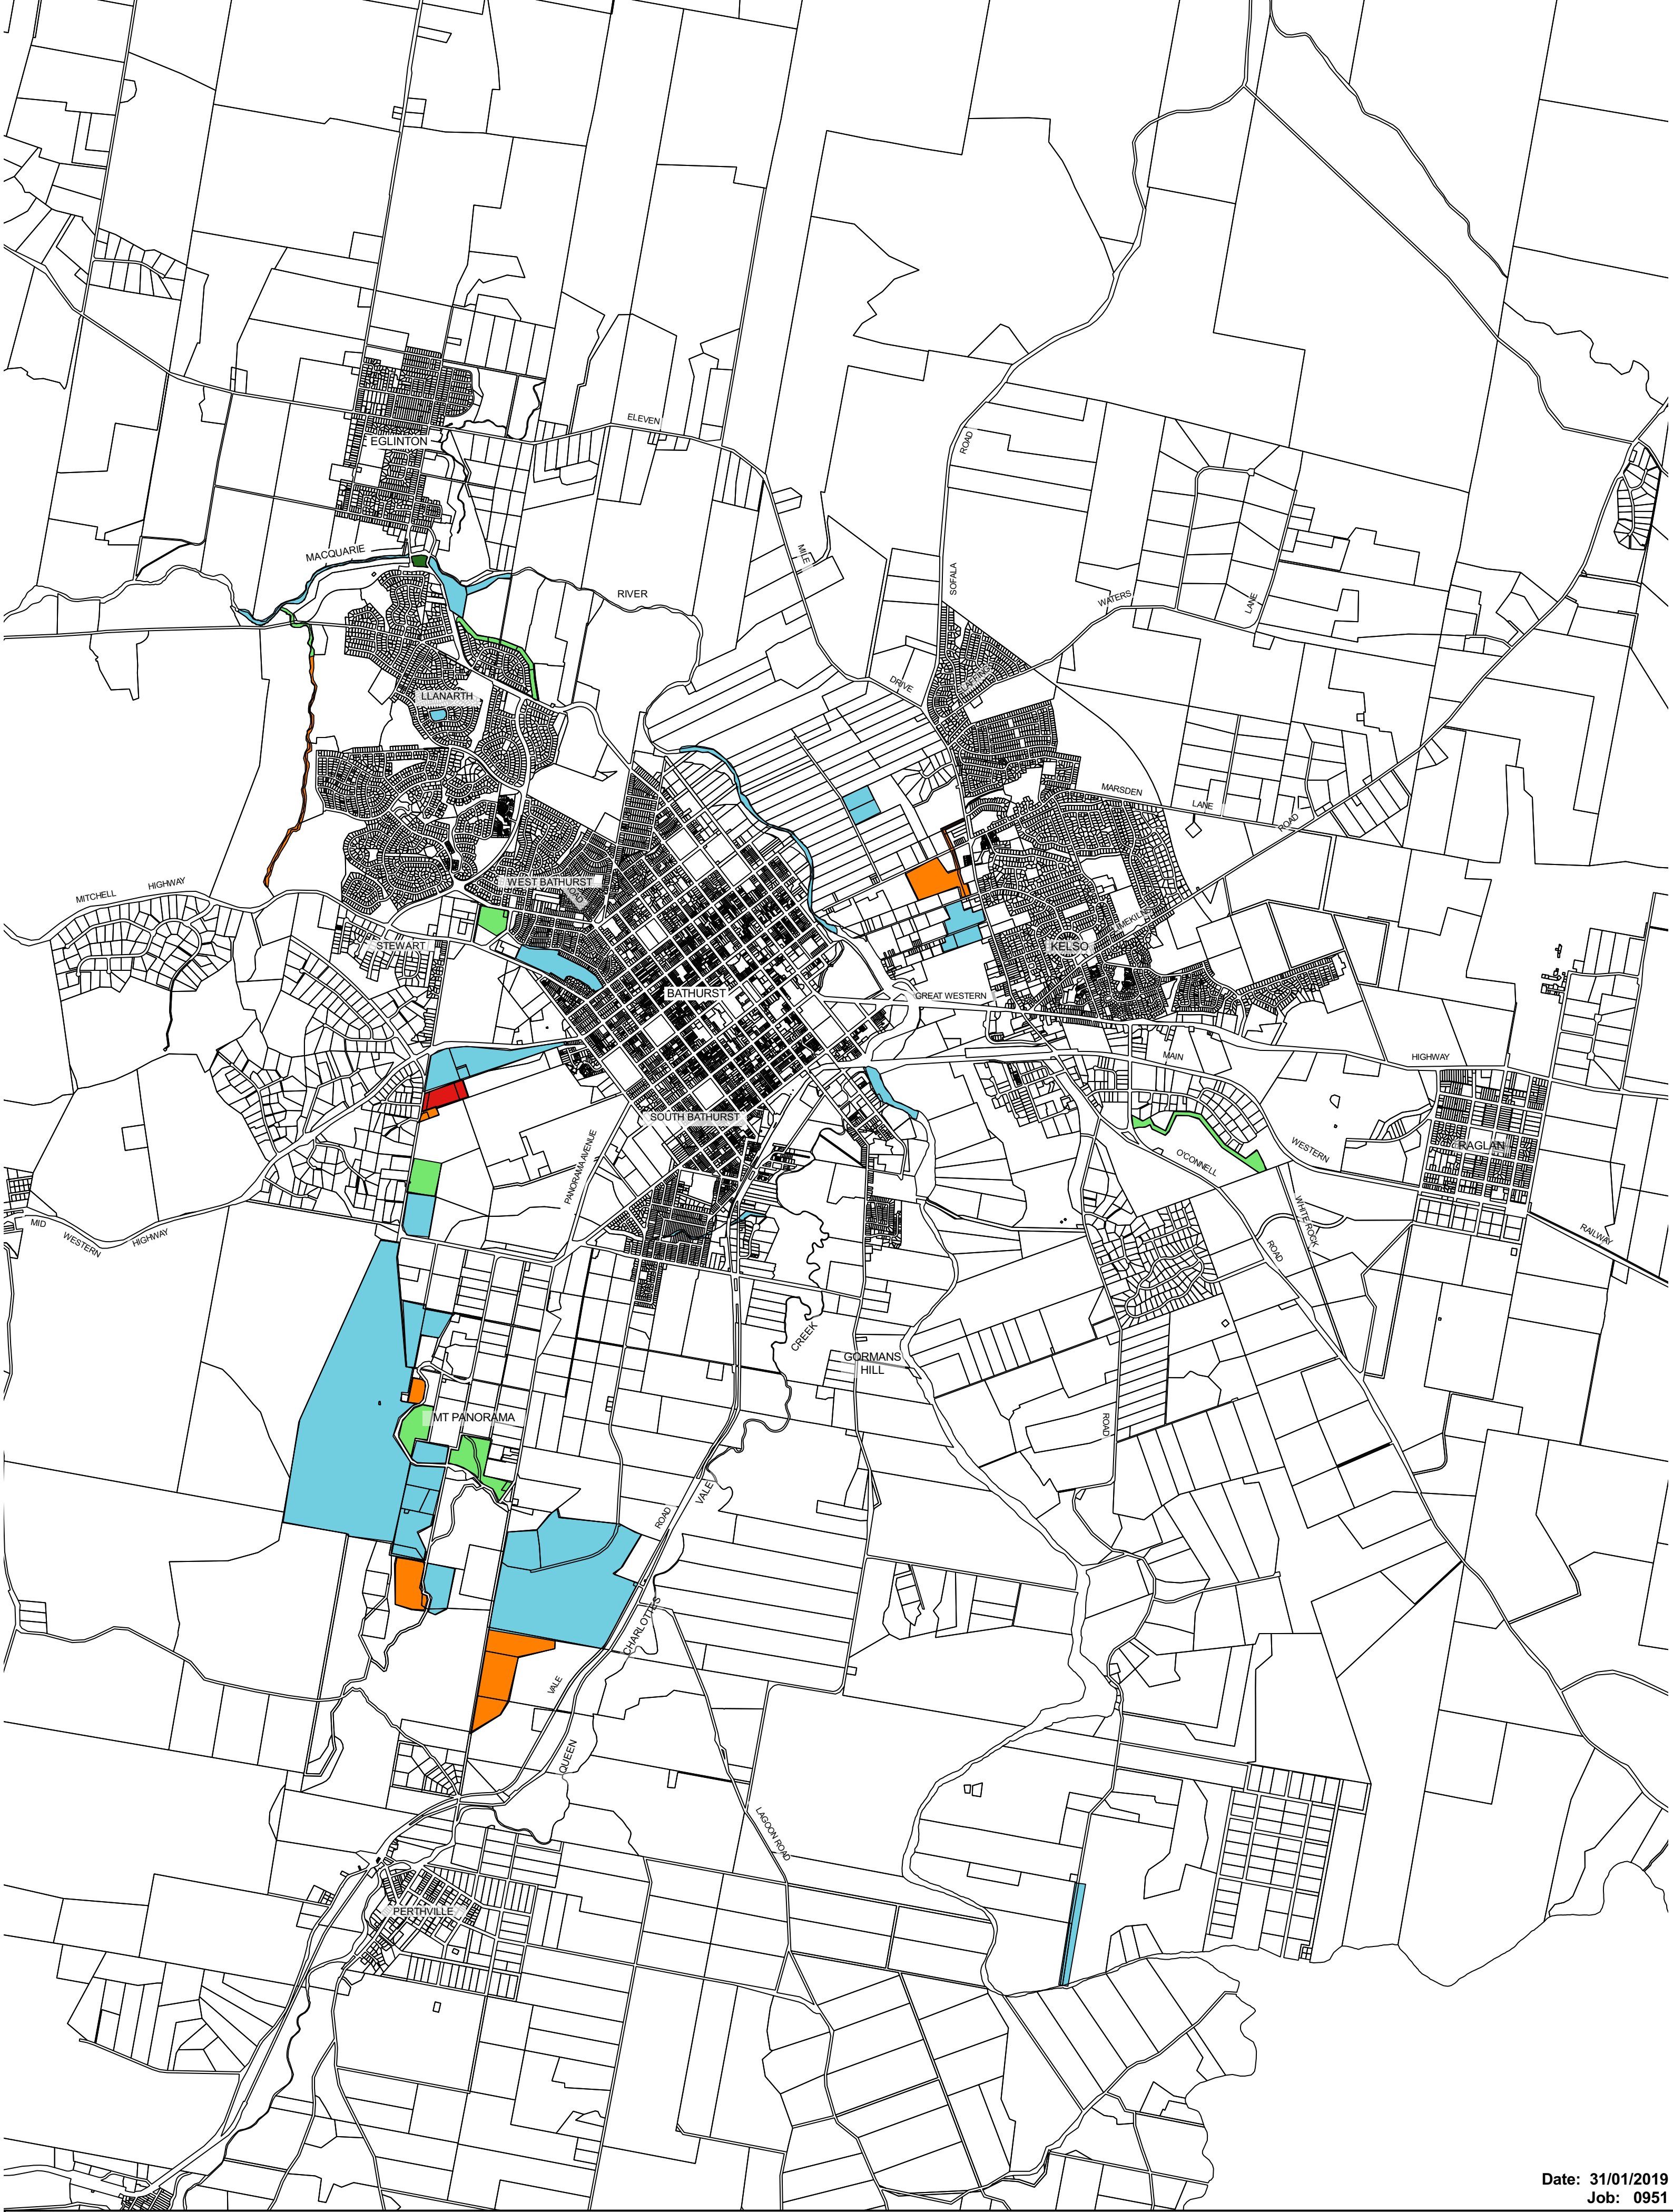 ELEVEN
ROAD
EGLINTON
MACQUARIE
MILE
SOFALA
RIVER
WATERS
LANE
LLANARTH
DRIVE
MARSDEN
LANE
ROAD
MITCHELL
HIGHWAY
WEST BATHURST
ROAD
STEWART
KELSO
BATHURST
GREAT WESTERN
MAIN
HIGHWAY
SOUTH BATHURST
RAGLAN
WESTERN
O'CONNELL
PANORAMA AVENUE
WHITE ROCK
MID
WESTERN
HIGHWAY
ROAD
RAILWAY
CREEK
GORMANS
HILL
MT PANORAMA
ROAD
VALE
ROAD
CHARLOTTES
VALE
QUEEN
LAGOON ROAD
PERTHVILLE
Date: 31/01/2019
Job: 0951